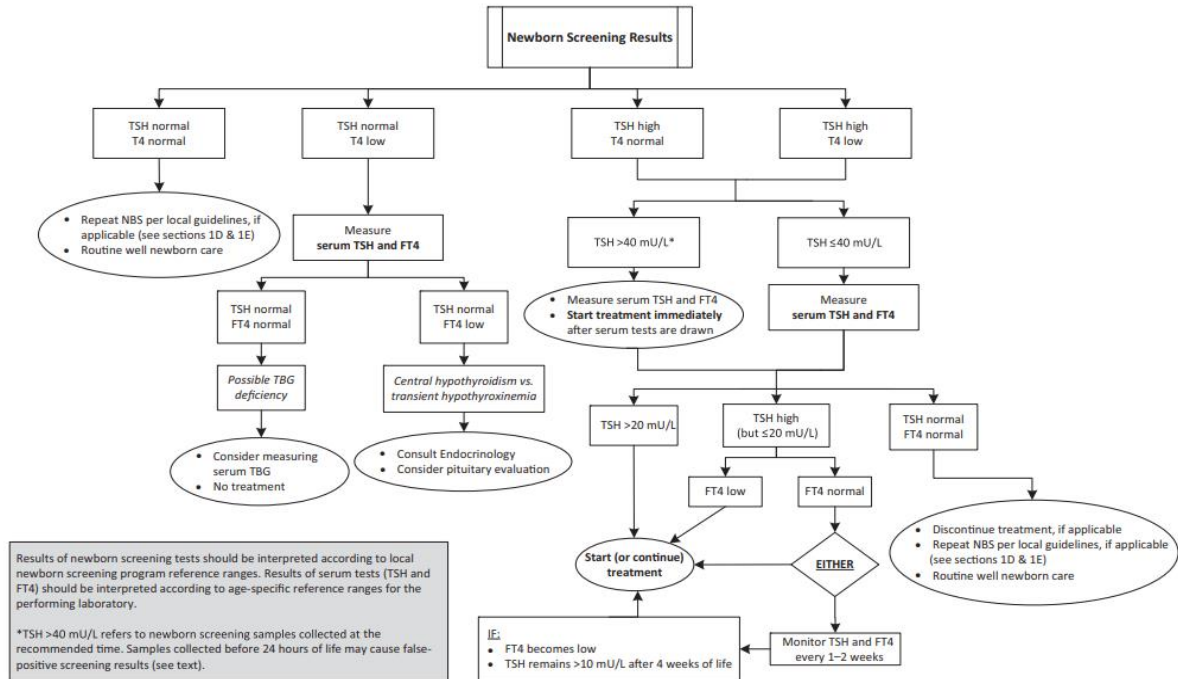 Newborn Screening Results
TSH normal
T4 normal
TSH normal
T4 low
TSH high
T4 normal
TSH high
T4 low
• Repeat NBS per local guidelines, if
applicable (see sections 1D & 1E)
• Routine well newborn care
Measure
serum TSH and FT4
TSH >40 mU/L*
TSH ≤40 mU/L
• Measure serum TSH and FT4
• Start treatment immediately
after serum tests are drawn
Measure
serum TSH and FT4
TSH normal
FT4 normal
TSH normal
FT4 low
Possible TBG
deficiency
Central hypothyroidism vs.
transient hypothyroxinemia
• Consider measuring
serum TBG
• No treatment
• Consult Endocrinology
• Consider pituitary evaluation
TSH >20 mU/L
TSH high
(but ≤20 mU/L)
TSH normal
FT4 normal
FT4 low
FT4 normal
• Discontinue treatment, if applicable
• Repeat NBS per local guidelines, if applicable
(see sections 1D & 1E)
• Routine well newborn care
Start (or continue)
treatment
EITHER
Monitor TSH and FT4
every 1–2 weeks
IF:
• FT4 becomes low
• TSH remains >10 mU/L after 4 weeks of life
Results of newborn screening tests should be interpreted according to local
newborn screening program reference ranges. Results of serum tests (TSH and
FT4) should be interpreted according to age-specific reference ranges for the
performing laboratory.
*TSH >40 mU/L refers to newborn screening samples collected at the
recommended time. Samples collected before 24 hours of life may cause false-
positive screening results (see text).